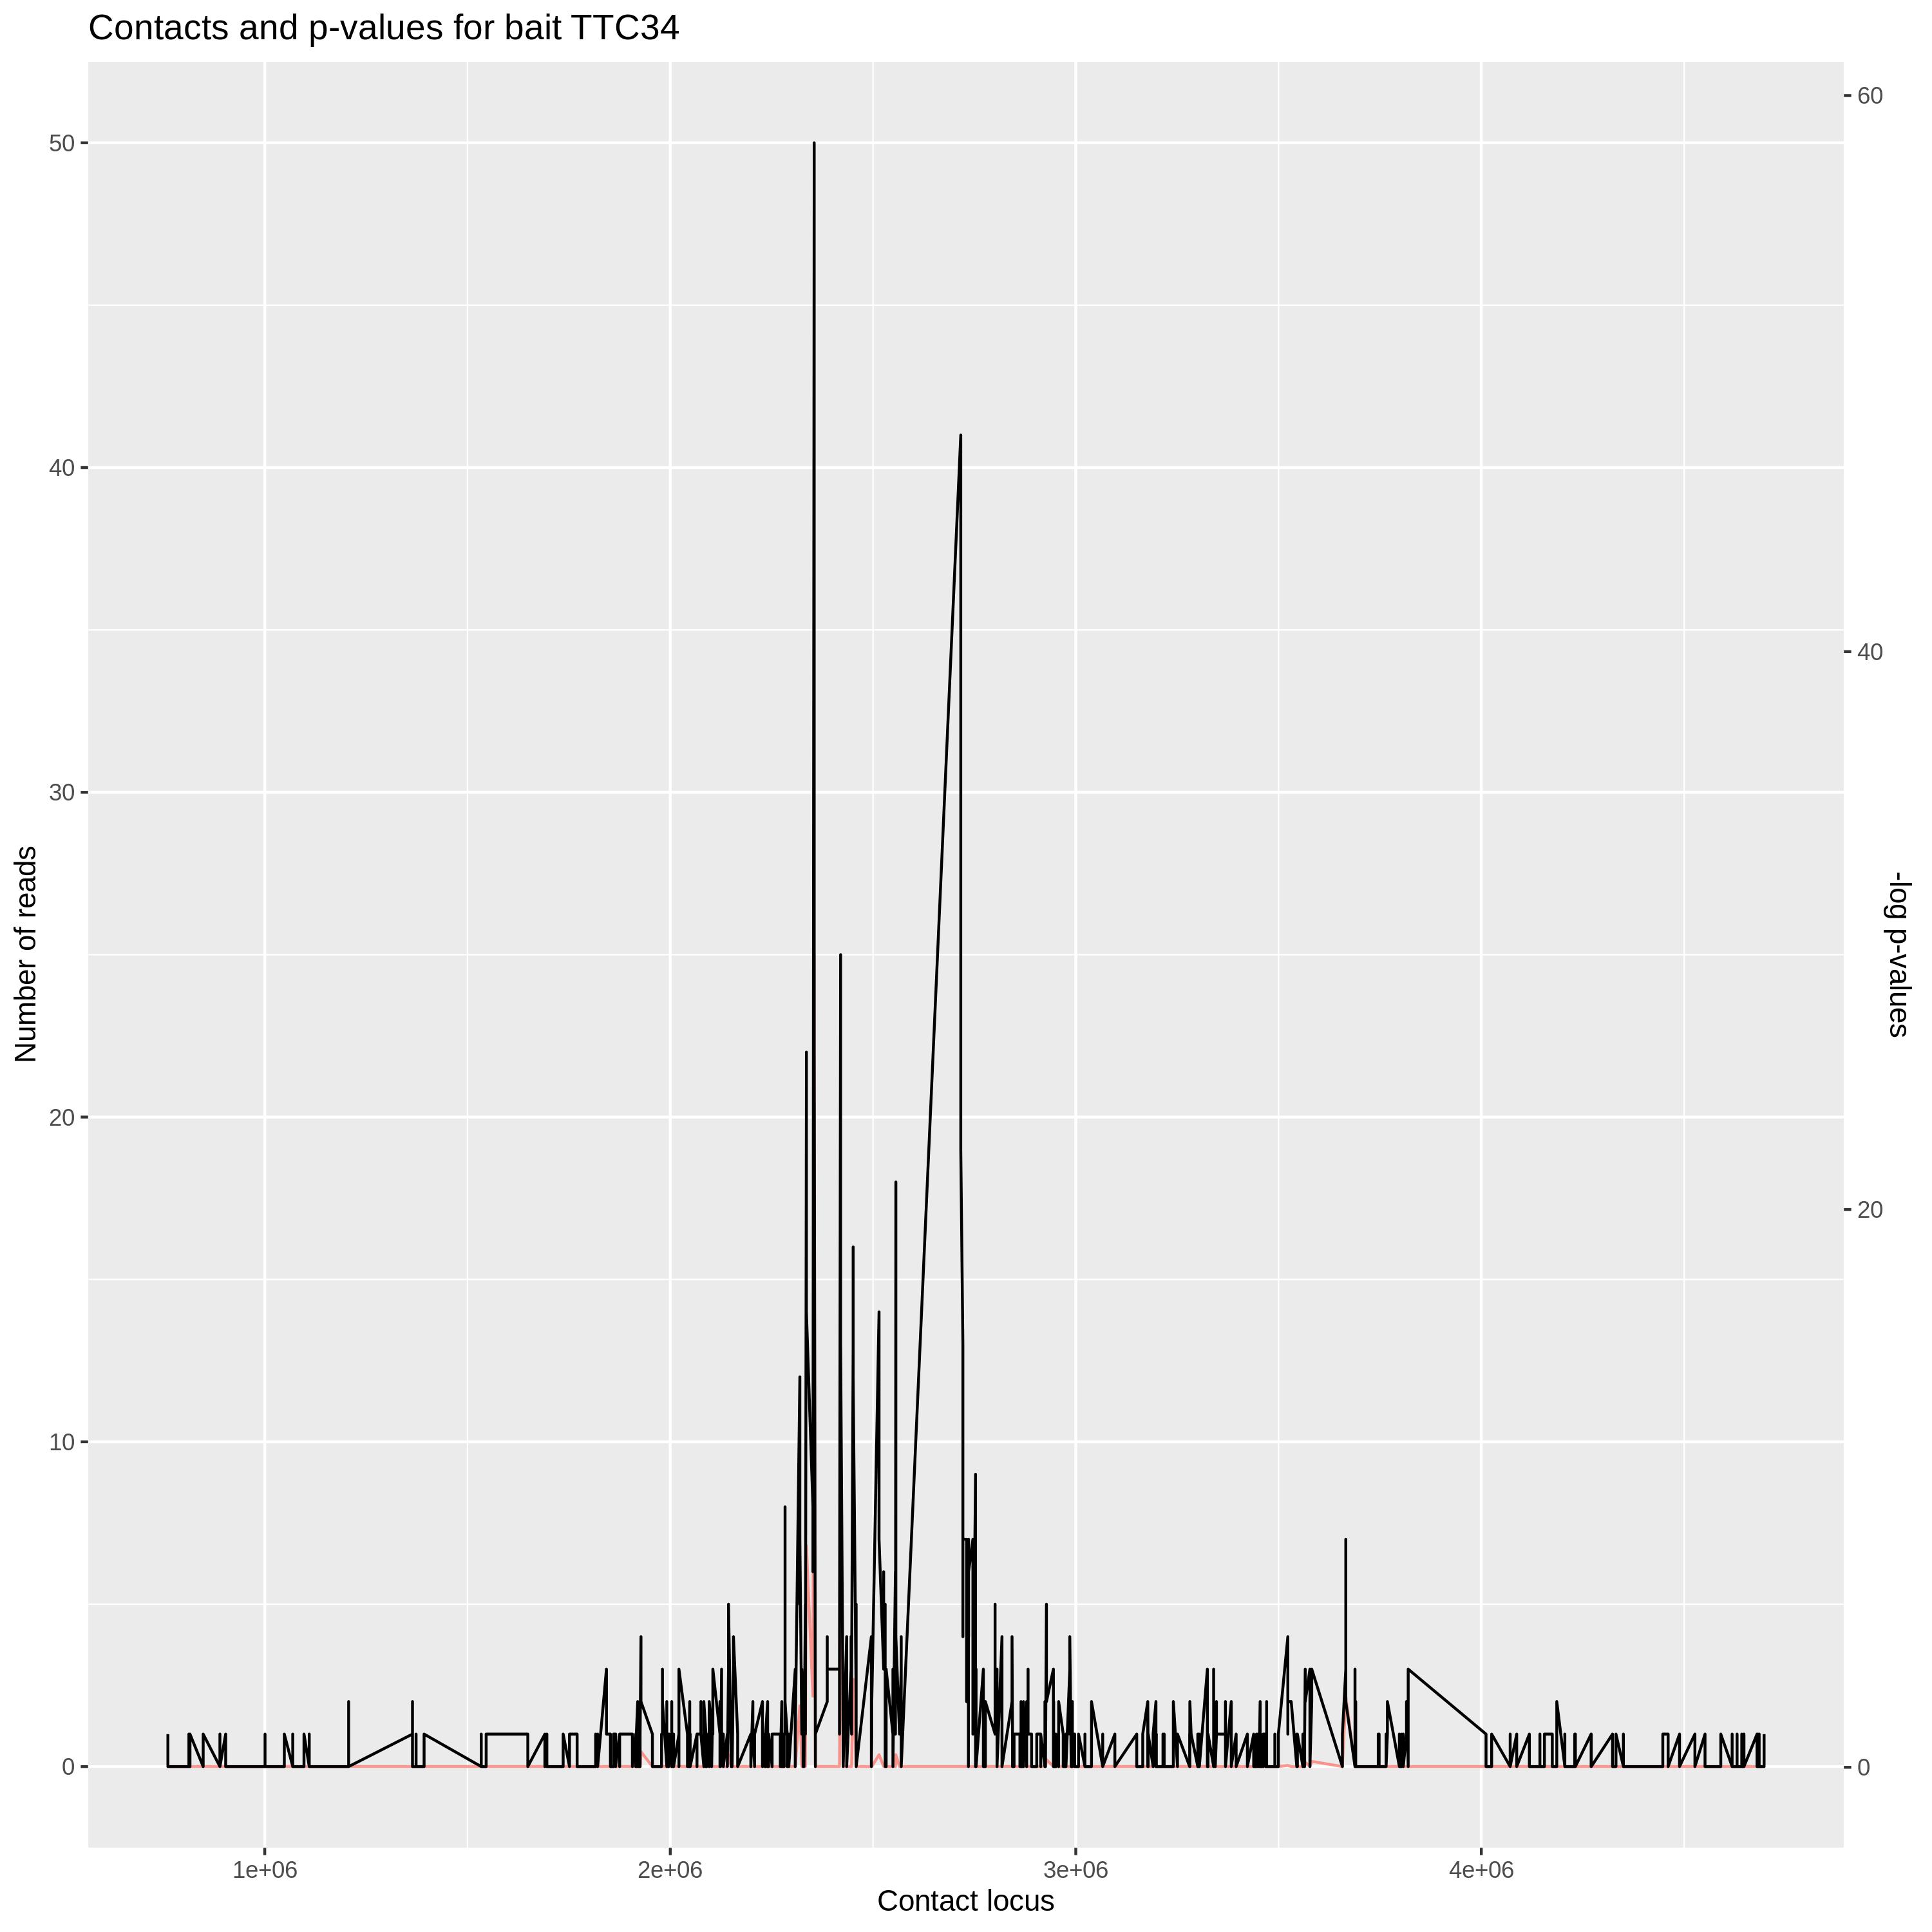 Contacts and p-values for bait TTC34
60
50
40
40
30
20
20
10
0
0
Number of reads
-log p-values
1e+06 2e+06 3e+06 4e+06
Contact locus